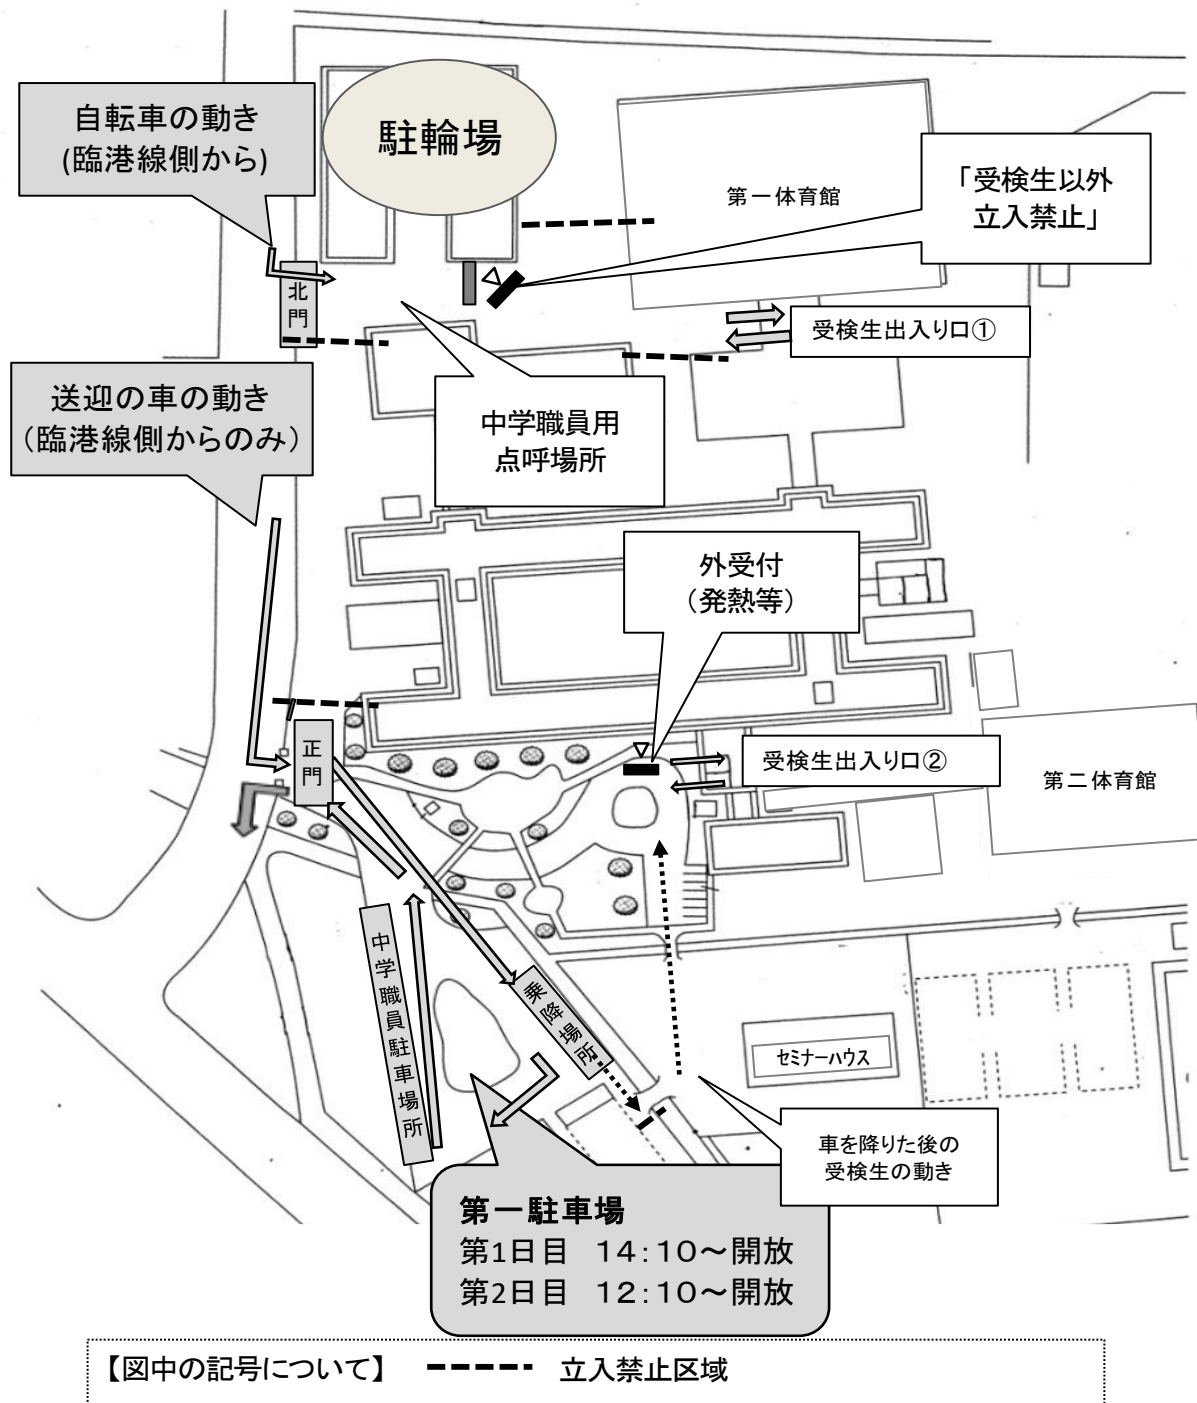 自転車の動き
(臨港線側から)
駐輪場
第一体育館
「受検生以外
立入禁止」
北門
受検生出入り口①
送迎の車の動き
（臨港線側からのみ）
中学職員用
点呼場所
外受付
（発熱等）
正門
受検生出入り口②
第二体育館
中学職員駐車場所
乗降場所
セミナーハウス
車を降りた後の
受検生の動き
第一駐車場
第1日目　１４：１０～開放
第2日目　１２：１０～開放
【図中の記号について】　立入禁止区域